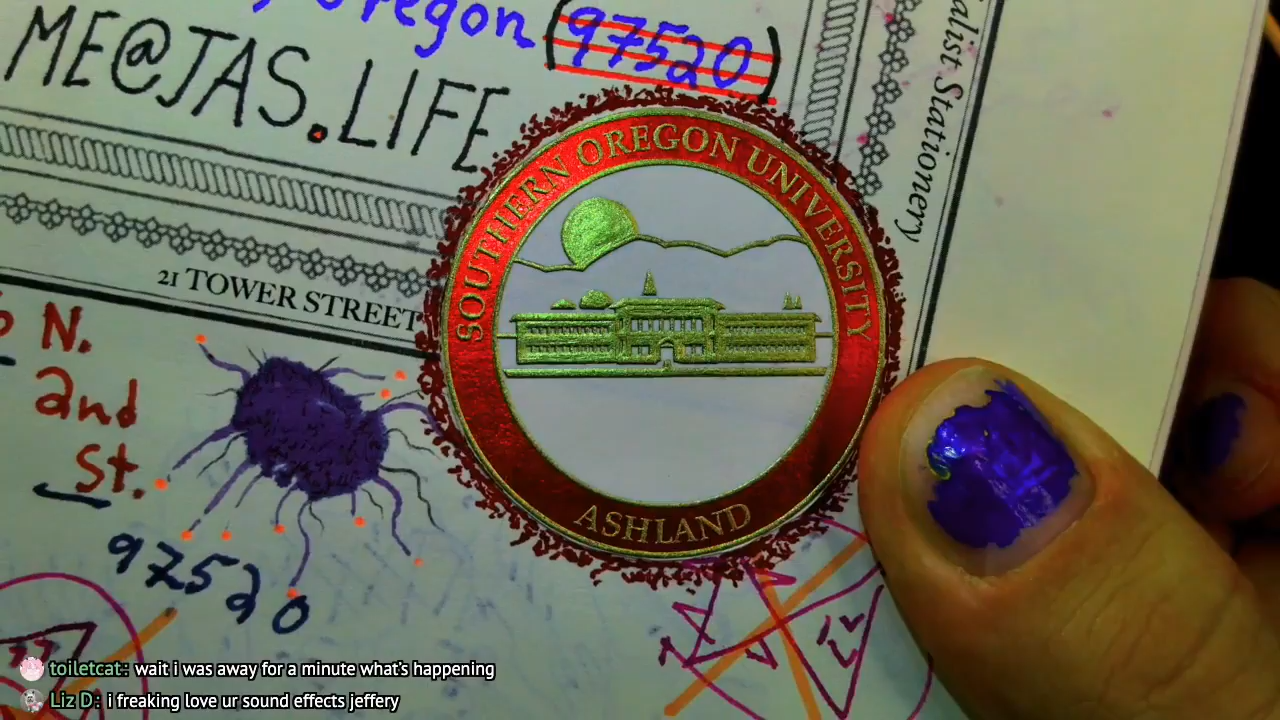 Oregon (97520)
ME@JAS.LIFE
alist Stationery
SOUTHERN OREGON UNIVERSITY
ASHLAND
21 TOWER STREET
N.
and
St.
97520
toiletcat: wait i was away for a minute what's happening
Liz D: i freaking love ur sound effects jeffery